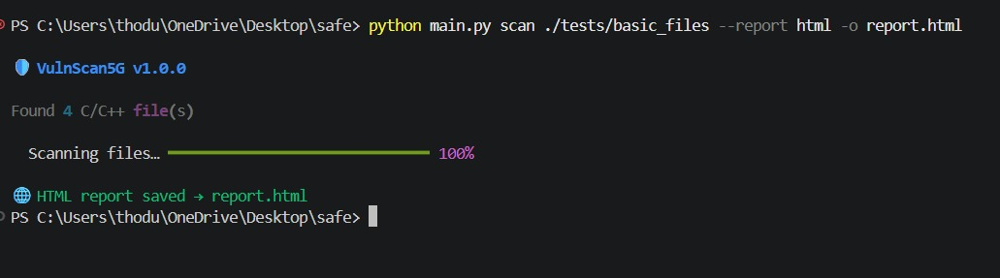 PS C:\Users\thodu\OneDrive\Desktop\safe> python main.py scan ./tests/basic_files --report html -o report.html
VulnScan5G v1.0.0
Found 4 C/C++ file(s)
Scanning files… 100%
HTML report saved → report.html
PS C:\Users\thodu\OneDrive\Desktop\safe>